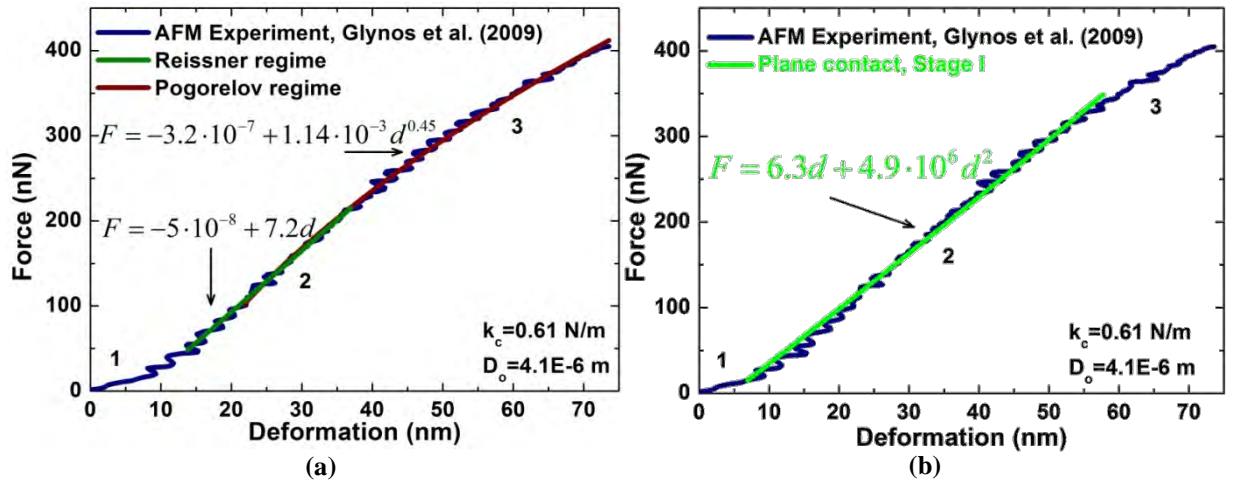 AFM Experiment, Glynos et al. (2009)
Reissner regime
Pogorelov regime
F = −3.2·10⁻⁷ + 1.14·10⁻³ d^0.45
F = −5·10⁻⁸ + 7.2d
1
2
3
k_c=0.61 N/m
D_o=4.1E-6 m
Force (nN)
400
300
200
100
0
0 10 20 30 40 50 60 70
Deformation (nm)
(a)
AFM Experiment, Glynos et al. (2009)
Plane contact, Stage I
F = 6.3d + 4.9·10⁶ d²
1
2
3
k_c=0.61 N/m
D_o=4.1E-6 m
Force (nN)
400
300
200
100
0
0 10 20 30 40 50 60 70
Deformation (nm)
(b)